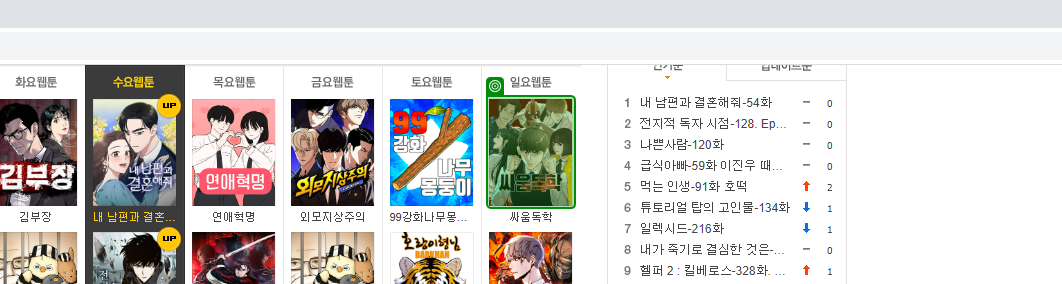 화요웹툰
수요웹툰
목요웹툰
금요웹툰
토요웹툰
일요웹툰
김부장
UP
내 남편과
결혼해줘
연애혁명
외모지상주의
99
강화
나무
몽둥이
싸움독학
김부장
내 남편과 결혼...
연애혁명
외모지상주의
99강화나무몽...
싸움독학
UP
전
호랑이형님
1 내 남편과 결혼해줘-54화 0
2 전지적 독자 시점-128. Ep... 0
3 나쁜사람-120화 0
4 급식아빠-59화 이진우 때... 0
5 먹는 인생-91화 호떡 2
6 튜토리얼 탑의 고인물-134화 1
7 일렉시드-216화 1
8 내가 죽기로 결심한 것은-... 0
9 헬퍼 2 : 킬베로스-328화. ... 1